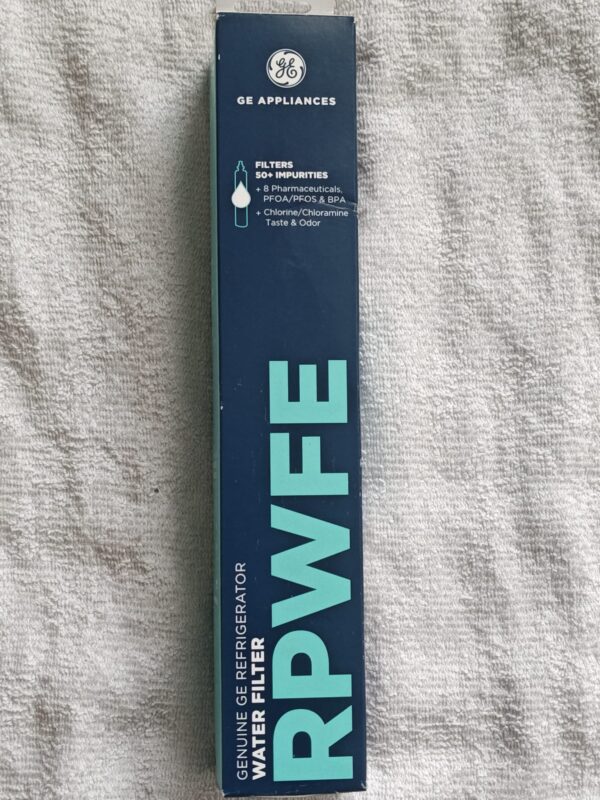 GE
GE APPLIANCES
FILTERS
50+ IMPURITIES
+ 8 Pharmaceuticals,
PFOA/PFOS & BPA
+ Chlorine/Chloramine
Taste & Odor
GENUINE GE REFRIGERATOR
WATER FILTER
RPWFE